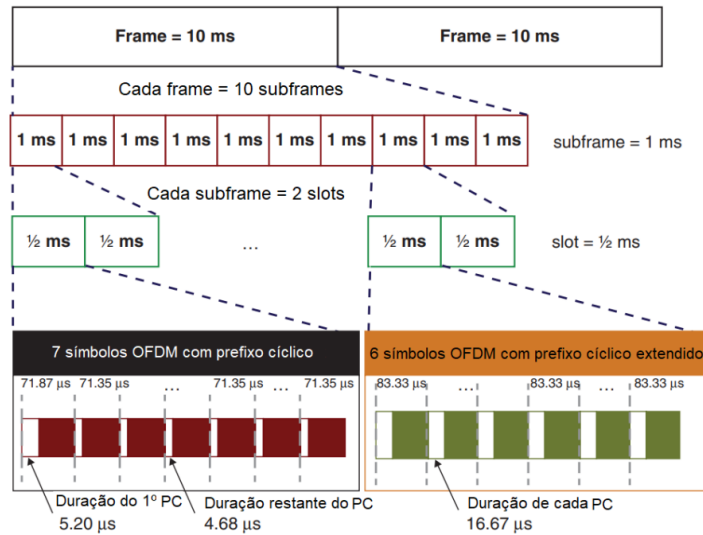 Frame = 10 ms Frame = 10 ms
Cada frame = 10 subframes
1 ms 1 ms 1 ms 1 ms 1 ms 1 ms 1 ms 1 ms 1 ms 1 ms subframe = 1 ms
Cada subframe = 2 slots
½ ms ½ ms ... ½ ms ½ ms slot = ½ ms
7 símbolos OFDM com prefixo cíclico 6 símbolos OFDM com prefixo cíclico extendido
71.87 µs 71.35 µs ... 71.35 µs ... 71.35 µs 83.33 µs ... 83.33 µs ... 83.33 µs
Duração do 1º PC Duração restante do PC Duração de cada PC
5.20 µs 4.68 µs 16.67 µs